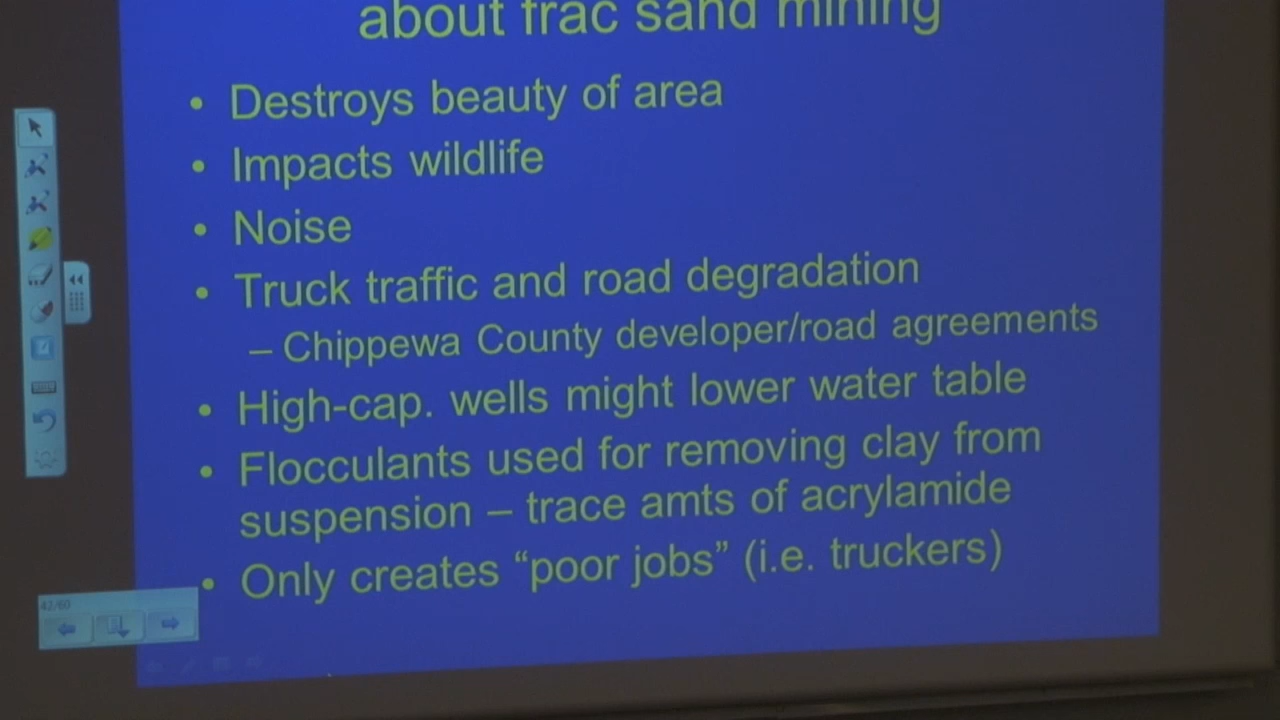 about frac sand mining
• Destroys beauty of area
• Impacts wildlife
• Noise
• Truck traffic and road degradation
– Chippewa County developer/road agreements
• High-cap. wells might lower water table
• Flocculants used for removing clay from
suspension – trace amts of acrylamide
• Only creates “poor jobs” (i.e. truckers)
42/60